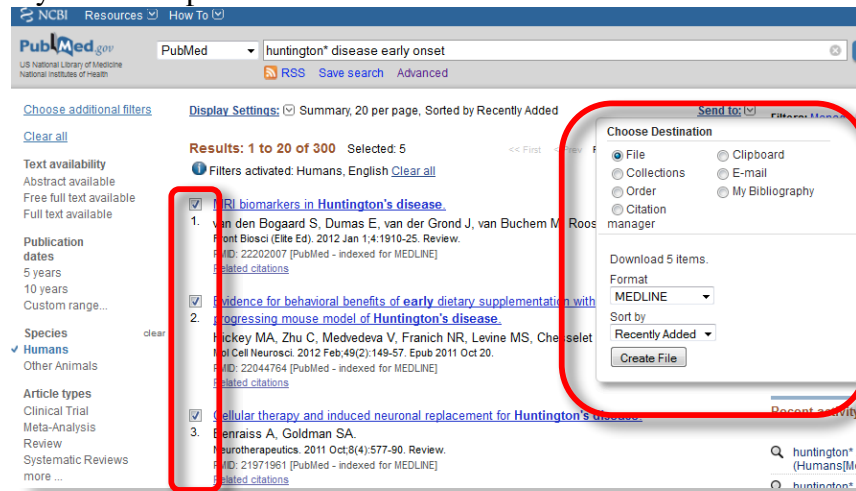 NCBI Resources How To
PubMed.gov
US National Library of Medicine
National Institutes of Health
PubMed
huntington* disease early onset
RSS Save search Advanced
Choose additional filters
Clear all
Text availability
Abstract available
Free full text available
Full text available
Publication
dates
5 years
10 years
Custom range...
Species clear
Humans
Other Animals
Article types
Clinical Trial
Meta-Analysis
Review
Systematic Reviews
more ...
Display Settings: Summary, 20 per page, Sorted by Recently Added
Send to:
Results: 1 to 20 of 300 Selected: 5
<< First < Prev
Filters activated: Humans, English Clear all
MRI biomarkers in Huntington's disease.
1. van den Bogaard S, Dumas E, van der Grond J, van Buchem M, Roos
Front Biosci (Elite Ed). 2012 Jan 1;4:1910-25. Review.
PMID: 22202007 [PubMed - indexed for MEDLINE]
Related citations
Evidence for behavioral benefits of early dietary supplementation with
2. progressing mouse model of Huntington's disease.
Hickey MA, Zhu C, Medvedeva V, Franich NR, Levine MS, Chesselet
Mol Cell Neurosci. 2012 Feb;49(2):149-57. Epub 2011 Oct 20.
PMID: 22044764 [PubMed - indexed for MEDLINE]
Related citations
Cellular therapy and induced neuronal replacement for Huntington's disease.
3. Benraiss A, Goldman SA.
Neurotherapeutics. 2011 Oct;8(4):577-90. Review.
PMID: 21971961 [PubMed - indexed for MEDLINE]
Related citations
Choose Destination
File Clipboard
Collections E-mail
Order My Bibliography
Citation
manager
Download 5 items.
Format
MEDLINE
Sort by
Recently Added
Create File
Recent activity
huntington*
(Humans[M
huntington*